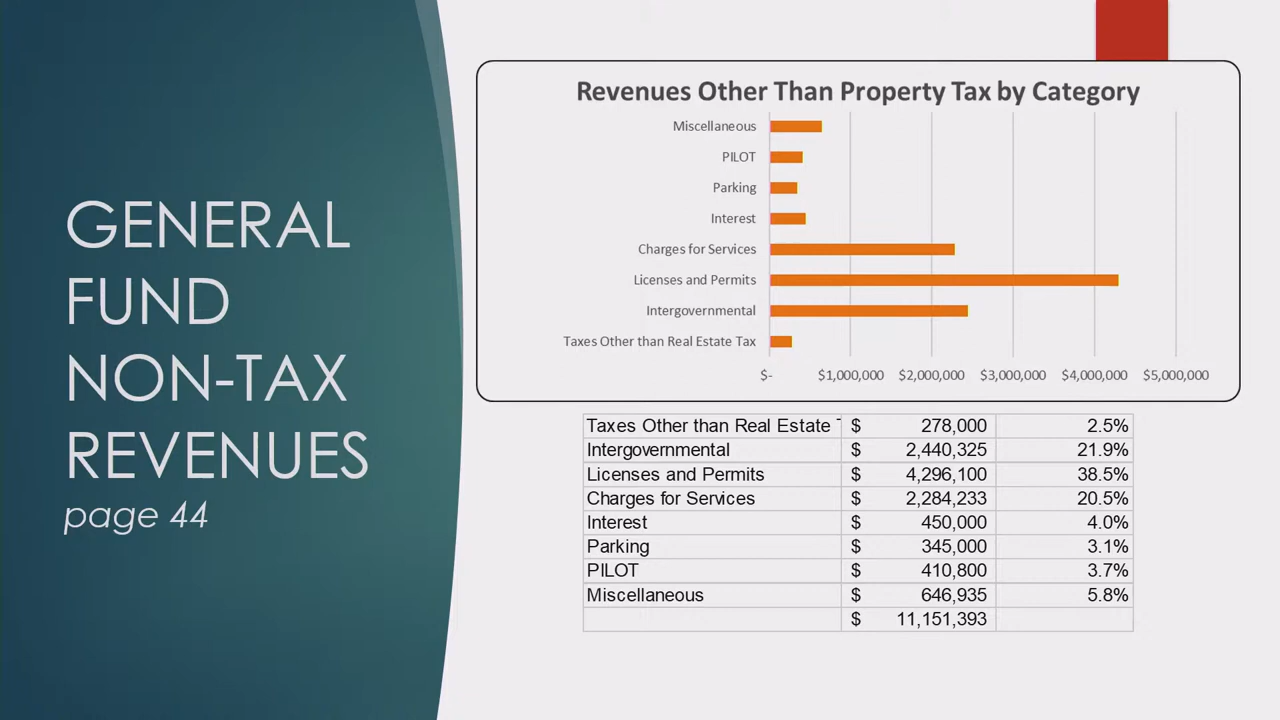 GENERAL
FUND
NON-TAX
REVENUES
page 44
Revenues Other Than Property Tax by Category
Miscellaneous
PILOT
Parking
Interest
Charges for Services
Licenses and Permits
Intergovernmental
Taxes Other than Real Estate Tax
$- $1,000,000 $2,000,000 $3,000,000 $4,000,000 $5,000,000
Taxes Other than Real Estate T $ 278,000 2.5%
Intergovernmental $ 2,440,325 21.9%
Licenses and Permits $ 4,296,100 38.5%
Charges for Services $ 2,284,233 20.5%
Interest $ 450,000 4.0%
Parking $ 345,000 3.1%
PILOT $ 410,800 3.7%
Miscellaneous $ 646,935 5.8%
$ 11,151,393